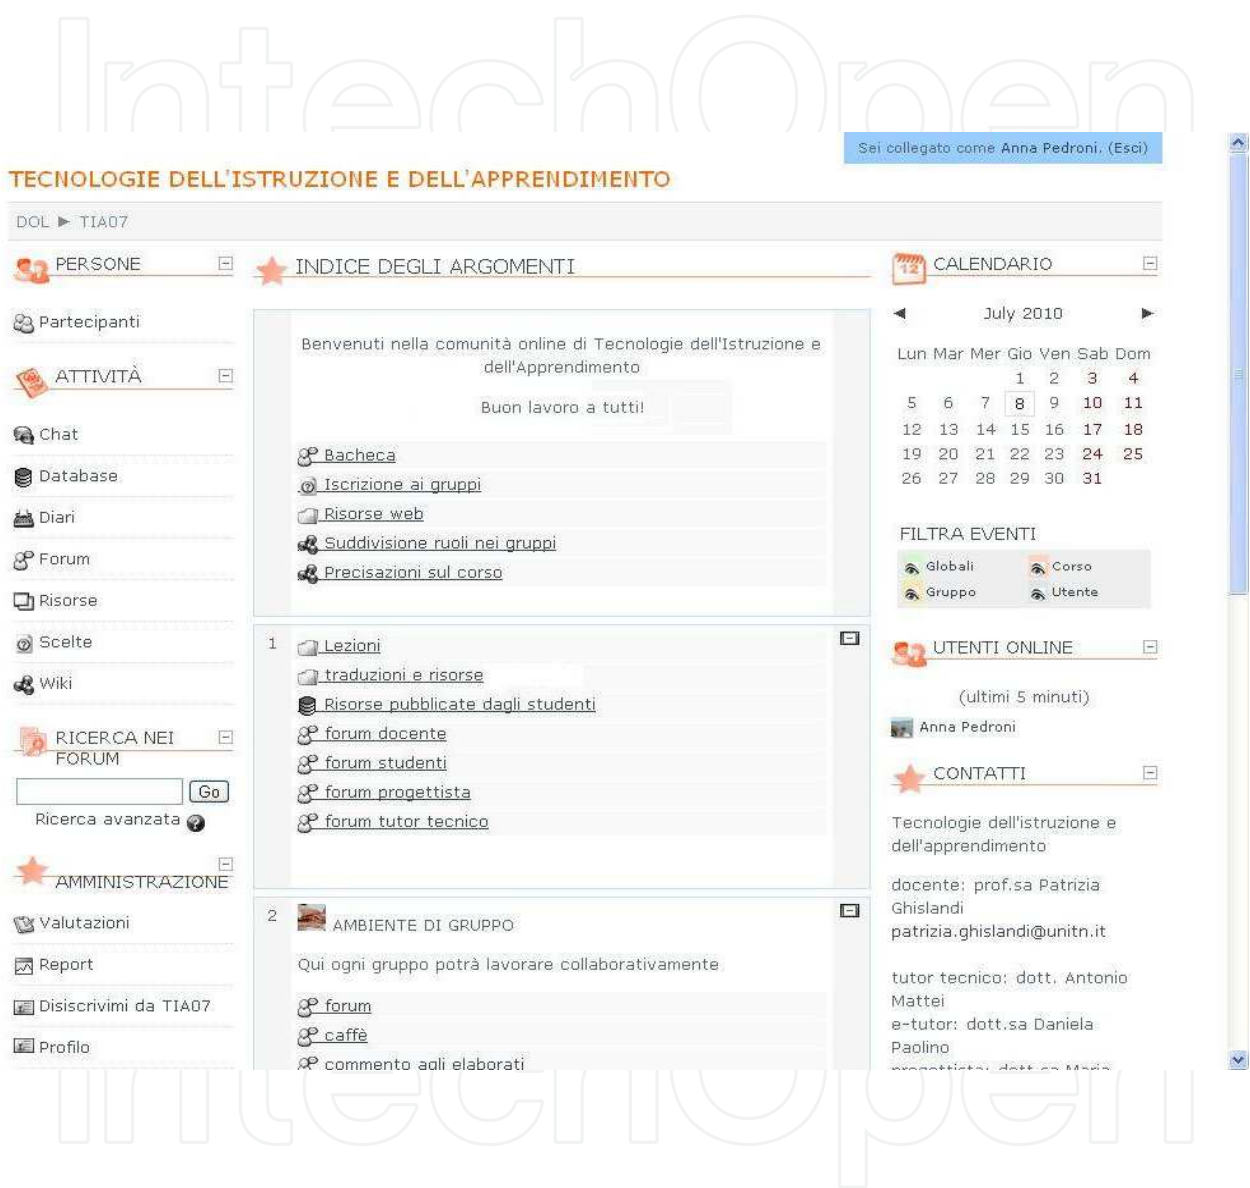 IntechOpen
Sei collegato come Anna Pedroni. (Esci)
TECNOLOGIE DELL'ISTRUZIONE E DELL'APPRENDIMENTO
DOL ► TIA07
PERSONE
Partecipanti
ATTIVITÀ
Chat
Database
Diari
Forum
Risorse
Scelte
Wiki
RICERCA NEI
FORUM
Go
Ricerca avanzata
AMMINISTRAZIONE
Valutazioni
Report
Disiscrivimi da TIA07
Profilo
INDICE DEGLI ARGOMENTI
Benvenuti nella comunità online di Tecnologie dell'Istruzione e
dell'Apprendimento
Buon lavoro a tutti!
Bacheca
Iscrizione ai gruppi
Risorse web
Suddivisione ruoli nei gruppi
Precisazioni sul corso
1
Lezioni
traduzioni e risorse
Risorse pubblicate dagli studenti
forum docente
forum studenti
forum progettista
forum tutor tecnico
2 AMBIENTE DI GRUPPO
Qui ogni gruppo potrà lavorare collaborativamente
forum
caffè
commento agli elaborati
12 CALENDARIO
◄ July 2010 ►
Lun Mar Mer Gio Ven Sab Dom
1 2 3 4
5 6 7 8 9 10 11
12 13 14 15 16 17 18
19 20 21 22 23 24 25
26 27 28 29 30 31
FILTRA EVENTI
Globali Corso
Gruppo Utente
UTENTI ONLINE
(ultimi 5 minuti)
Anna Pedroni
CONTATTI
Tecnologie dell'istruzione e
dell'apprendimento
docente: prof.sa Patrizia
Ghislandi
patrizia.ghislandi@unitn.it
tutor tecnico: dott. Antonio
Mattei
e-tutor: dott.sa Daniela
Paolino
progettista: dott.sa Maria
IntechOpen